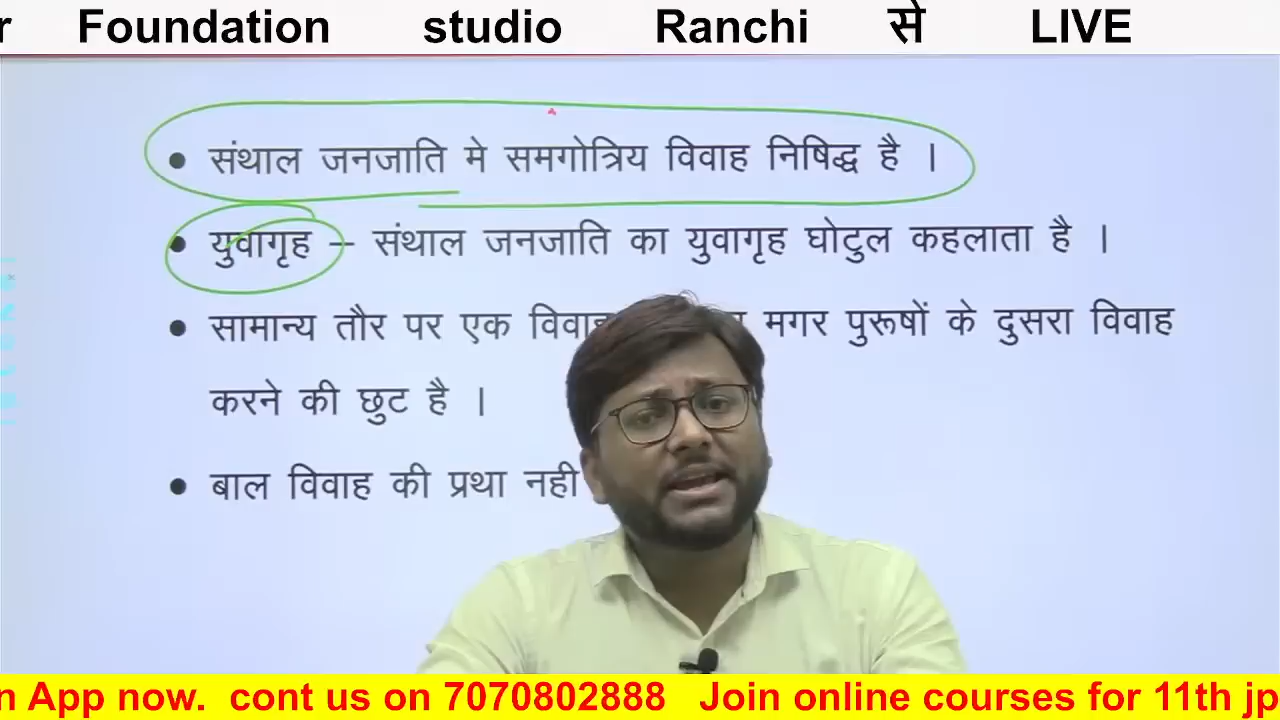 Foundation studio Ranchi से LIVE
• संथाल जनजाति मे समगोत्रिय विवाह निषिद्ध है ।
• युवागृह – संथाल जनजाति का युवागृह घोटुल कहलाता है ।
• सामान्य तौर पर एक मगर पुरूषों के दुसरा विवाह
करने की छुट है ।
• बाल विवाह की प्रथा नही
App now. cont us on 7070802888 Join online courses for 11th